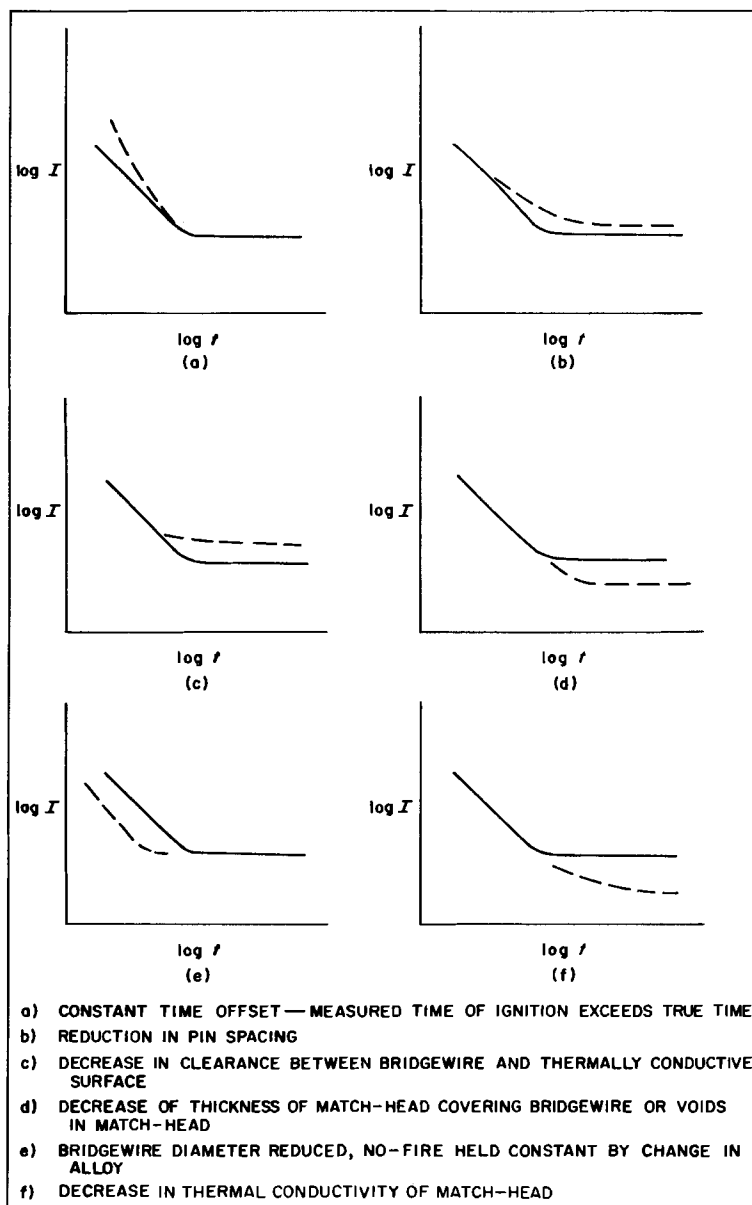 log I
log t
(a)
log I
log t
(b)
log I
log t
(c)
log I
log t
(d)
log I
log t
(e)
log I
log t
(f)
a) CONSTANT TIME OFFSET — MEASURED TIME OF IGNITION EXCEEDS TRUE TIME
b) REDUCTION IN PIN SPACING
c) DECREASE IN CLEARANCE BETWEEN BRIDGEWIRE AND THERMALLY CONDUCTIVE
SURFACE
d) DECREASE OF THICKNESS OF MATCH-HEAD COVERING BRIDGEWIRE OR VOIDS
IN MATCH-HEAD
e) BRIDGEWIRE DIAMETER REDUCED, NO-FIRE HELD CONSTANT BY CHANGE IN
ALLOY
f) DECREASE IN THERMAL CONDUCTIVITY OF MATCH-HEAD